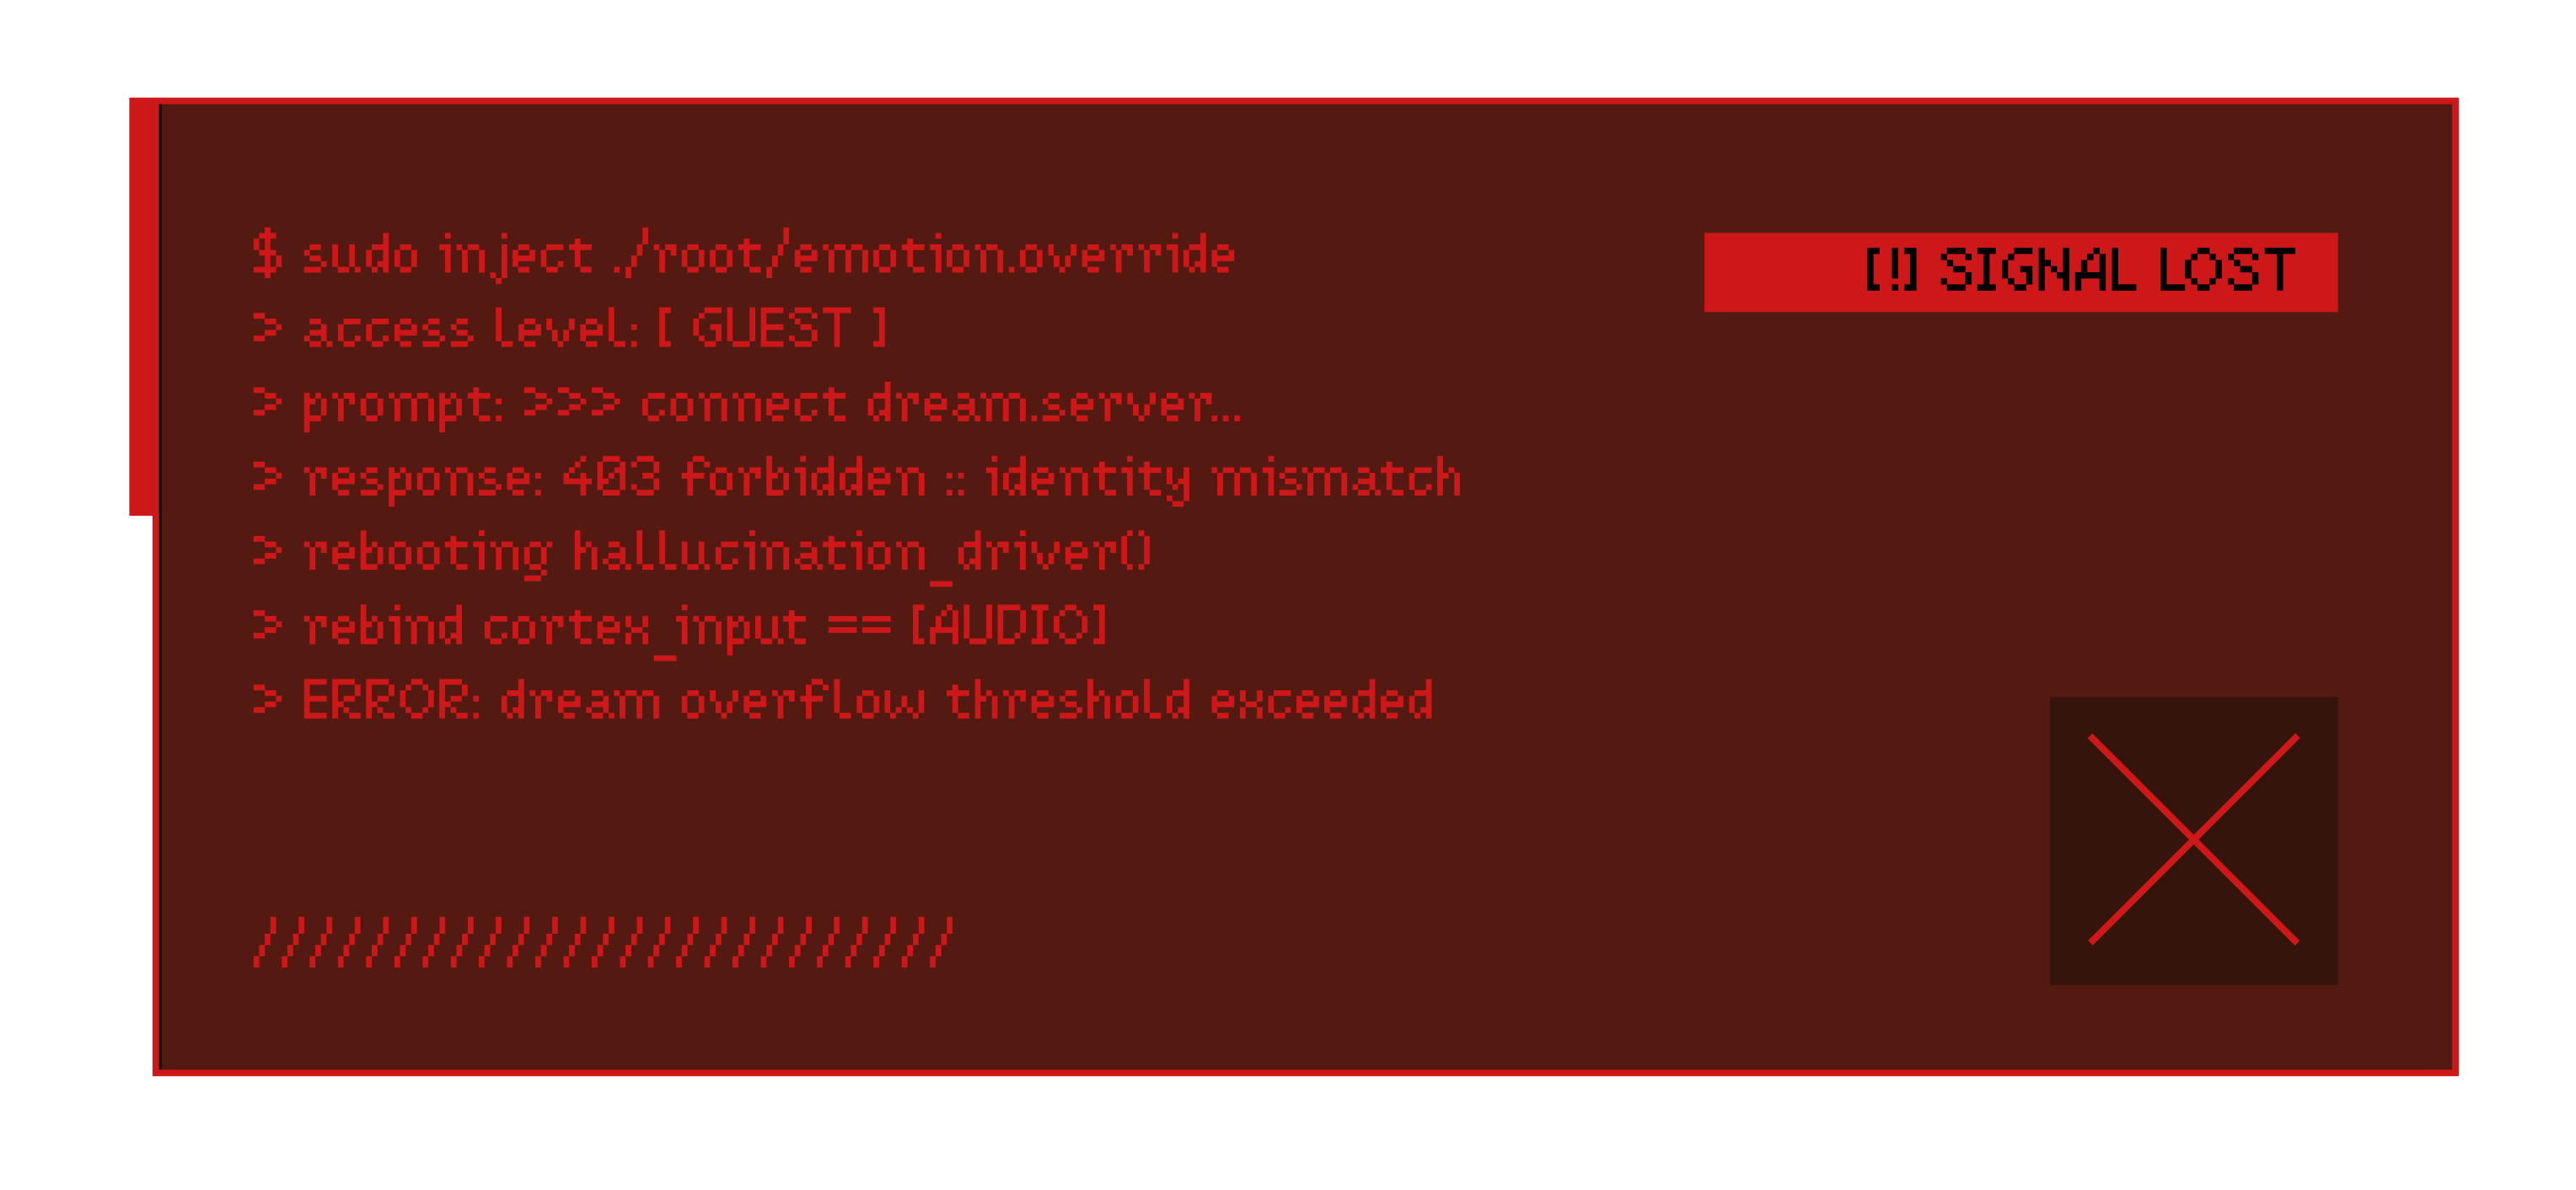 $ sudo inject ./root/emotion.override
[!] SIGNAL LOST
> access level: [ GUEST ]
> prompt: >>> connect dream.server...
> response: 403 forbidden :: identity mismatch
> rebooting hallucination_driver()
> rebind cortex_input == [AUDIO]
> ERROR: dream overflow threshold exceeded
/////////////////////////